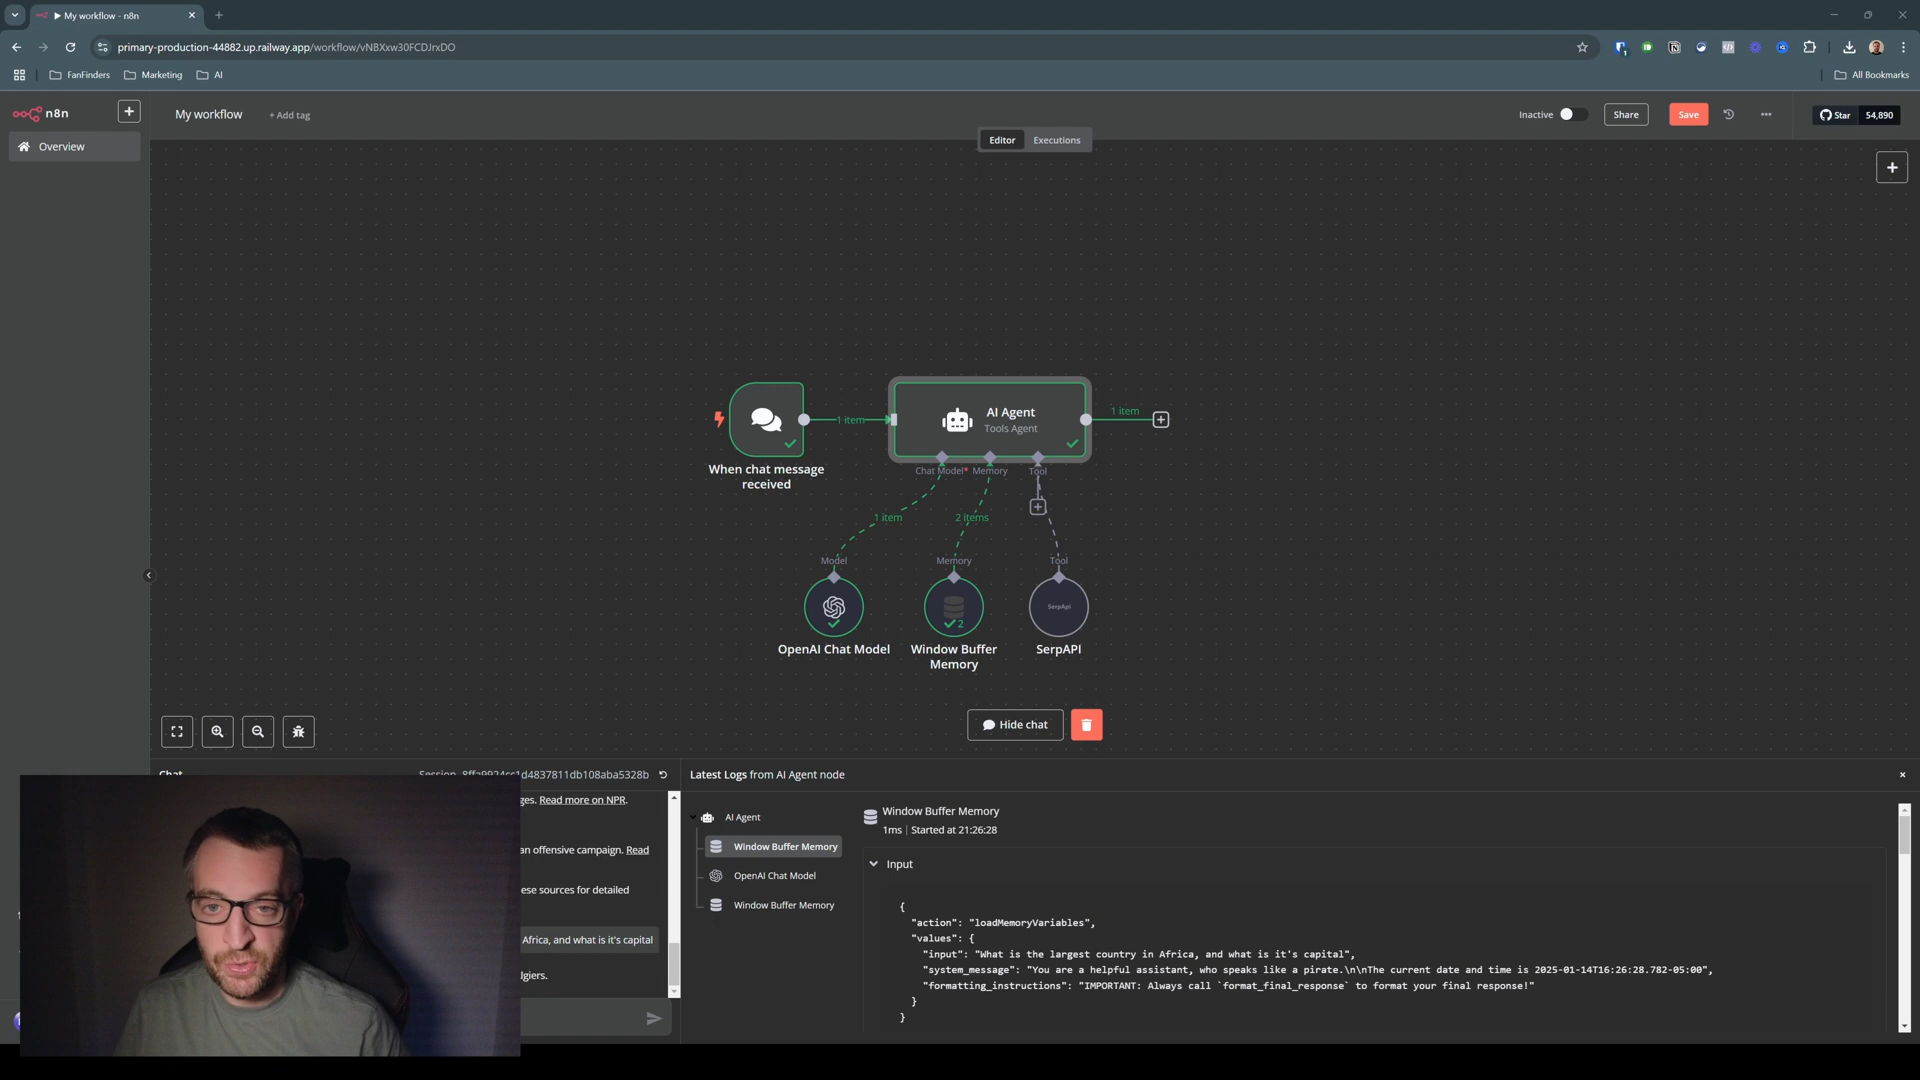 My workflow - n8n
primary-production-44882.up.railway.app/workflow/vNBXxw30FCDJrxDO
FanFinders
Marketing
AI
All Bookmarks
n8n
Overview
My workflow
+ Add tag
Inactive
Share
Save
Star
54,890
Editor
Executions
1 item
AI Agent
Tools Agent
1 item
When chat message
received
Chat Model*
Memory
Tool
1 item
2 items
Model
Memory
Tool
2
SerpApi
OpenAI Chat Model
Window Buffer
Memory
SerpAPI
Hide chat
Chat
Session
Latest Logs from AI Agent node
ges. Read more on NPR.
an offensive campaign. Read
ese sources for detailed
Africa, and what is it's capital
lgiers.
AI Agent
Window Buffer Memory
OpenAI Chat Model
Window Buffer Memory
Window Buffer Memory
1ms | Started at 21:26:28
Input
{
"action": "loadMemoryVariables",
"values": {
"input": "What is the largest country in Africa, and what is it's capital",
"system_message": "You are a helpful assistant, who speaks like a pirate.\n\nThe current date and time is 2025-01-14T16:26:28.782-05:00",
"formatting_instructions": "IMPORTANT: Always call `format_final_response` to format your final response!"
}
}